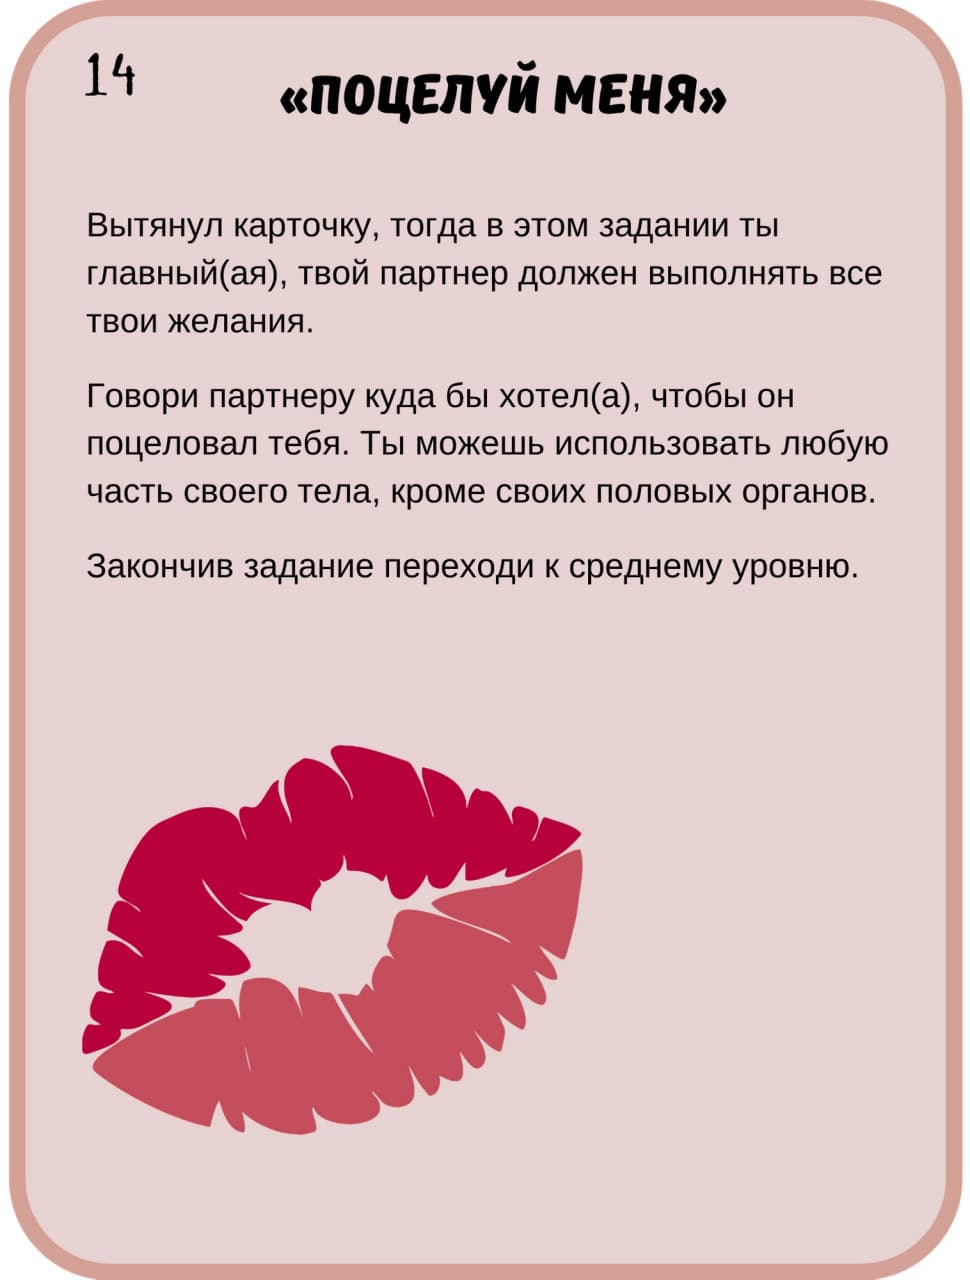 14
«ПОЦЕЛУЙ МЕНЯ»
Вытянул карточку, тогда в этом задании ты
главный(ая), твой партнер должен выполнять все
твои желания.
Говори партнеру куда бы хотел(а), чтобы он
поцеловал тебя. Ты можешь использовать любую
часть своего тела, кроме своих половых органов.
Закончив задание переходи к среднему уровню.